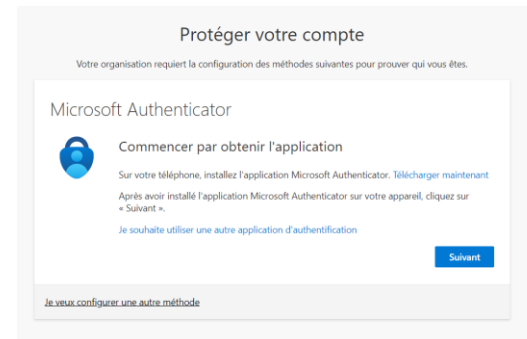 Protéger votre compte
Votre organisation requiert la configuration des méthodes suivantes pour prouver qui vous êtes.
Microsoft Authenticator
Commencer par obtenir l'application
Sur votre téléphone, installez l'application Microsoft Authenticator. Télécharger maintenant
Après avoir installé l'application Microsoft Authenticator sur votre appareil, cliquez sur
« Suivant ».
Je souhaite utiliser une autre application d'authentification
Suivant
Je veux configurer une autre méthode